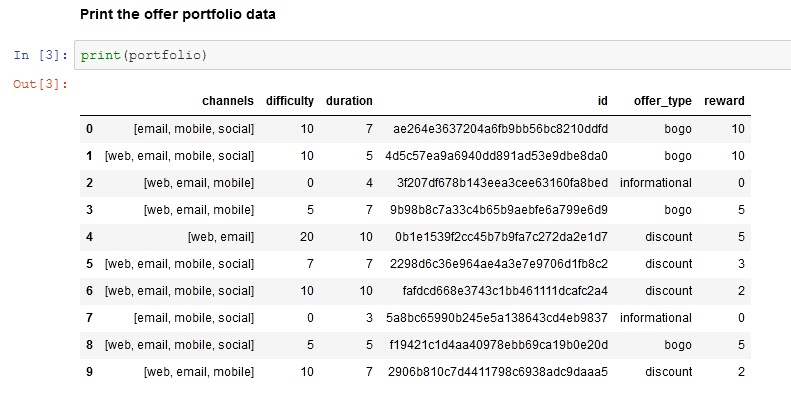 Print the offer portfolio data
In [3]: print(portfolio)
Out[3]:
channels difficulty duration id offer_type reward
0 [email, mobile, social] 10 7 ae264e3637204a6fb9bb56bc8210ddfd bogo 10
1 [web, email, mobile, social] 10 5 4d5c57ea9a6940dd891ad53e9dbe8da0 bogo 10
2 [web, email, mobile] 0 4 3f207df678b143eea3cee63160fa8bed informational 0
3 [web, email, mobile] 5 7 9b98b8c7a33c4b65b9aebfe6a799e6d9 bogo 5
4 [web, email] 20 10 0b1e1539f2cc45b7b9fa7c272da2e1d7 discount 5
5 [web, email, mobile, social] 7 7 2298d6c36e964ae4a3e7e9706d1fb8c2 discount 3
6 [web, email, mobile, social] 10 10 fafdcd668e3743c1bb461111dcafc2a4 discount 2
7 [email, mobile, social] 0 3 5a8bc65990b245e5a138643cd4eb9837 informational 0
8 [web, email, mobile, social] 5 5 f19421c1d4aa40978ebb69ca19b0e20d bogo 5
9 [web, email, mobile] 10 7 2906b810c7d4411798c6938adc9daaa5 discount 2